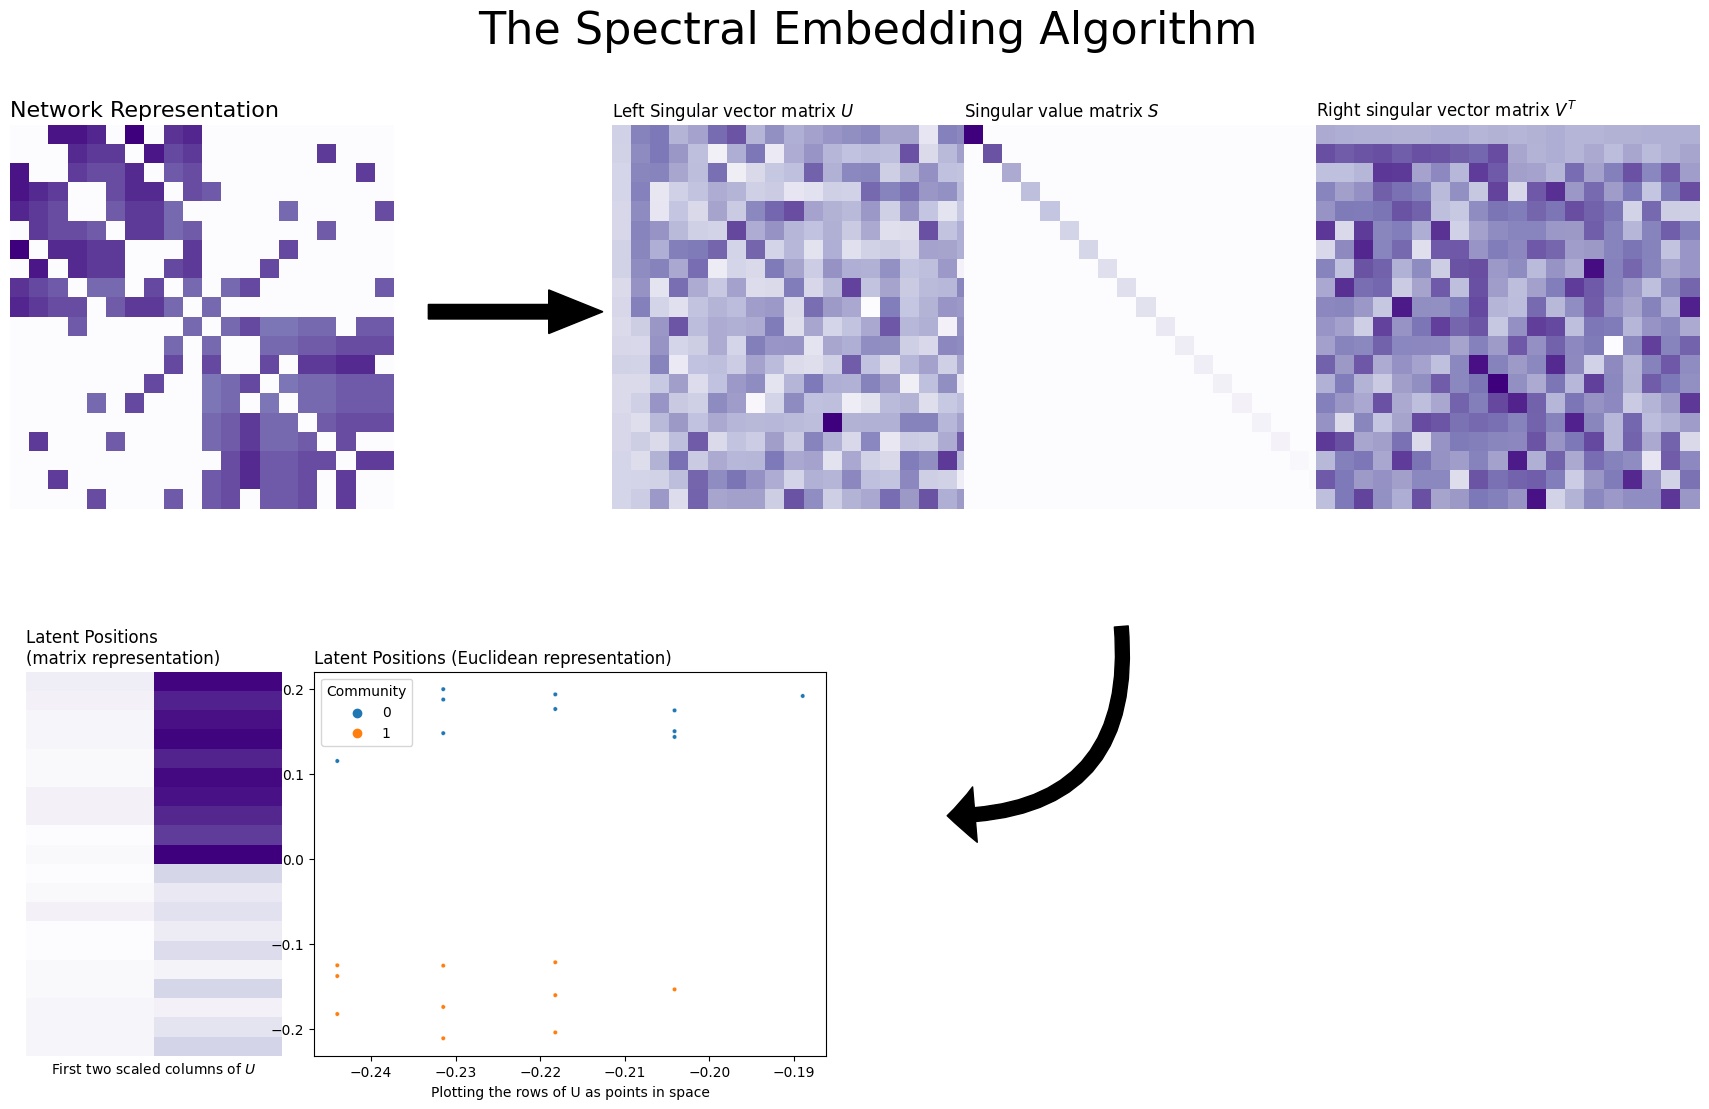 The Spectral Embedding Algorithm
Network Representation
Left Singular vector matrix U
Singular value matrix S
Right singular vector matrix V^T
Latent Positions
(matrix representation)
First two scaled columns of U
Latent Positions (Euclidean representation)
Community
0
1
0.2
0.1
0.0
−0.1
−0.2
−0.24 −0.23 −0.22 −0.21 −0.20 −0.19
Plotting the rows of U as points in space